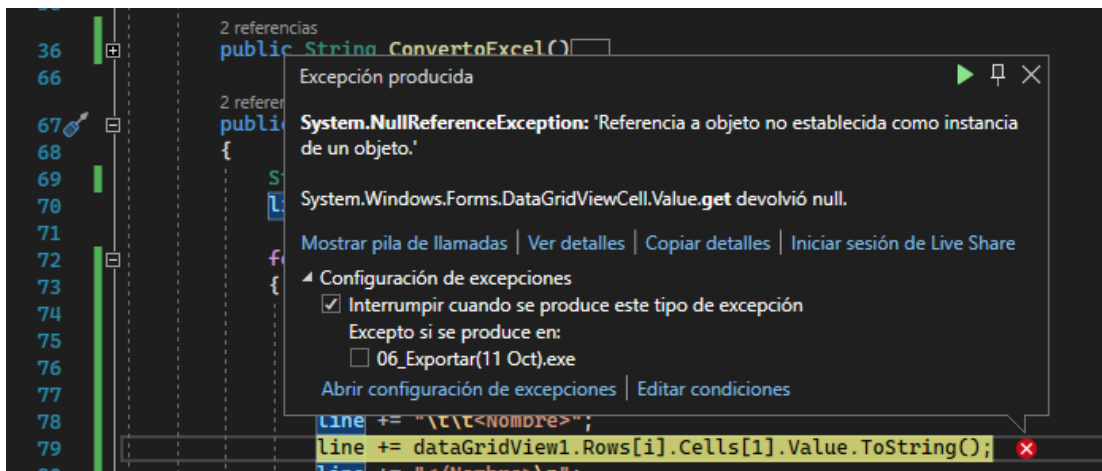 2 referencias
36 public String ConvertoExcel()...
66
Excepción producida
67 publi
System.NullReferenceException: 'Referencia a objeto no establecida como instancia
68 {
de un objeto.'
69
System.Windows.Forms.DataGridViewCell.Value.get devolvió null.
70
71
Mostrar pila de llamadas | Ver detalles | Copiar detalles | Iniciar sesión de Live Share
72
Configuración de excepciones
73 {
Interrumpir cuando se produce este tipo de excepción
74
Excepto si se produce en:
75
06_Exportar(11 Oct).exe
76
Abrir configuración de excepciones | Editar condiciones
77
78 line += "\t\t<Nombre>";
79 line += dataGridView1.Rows[i].Cells[1].Value.ToString();
line += "</Nombre>\n";